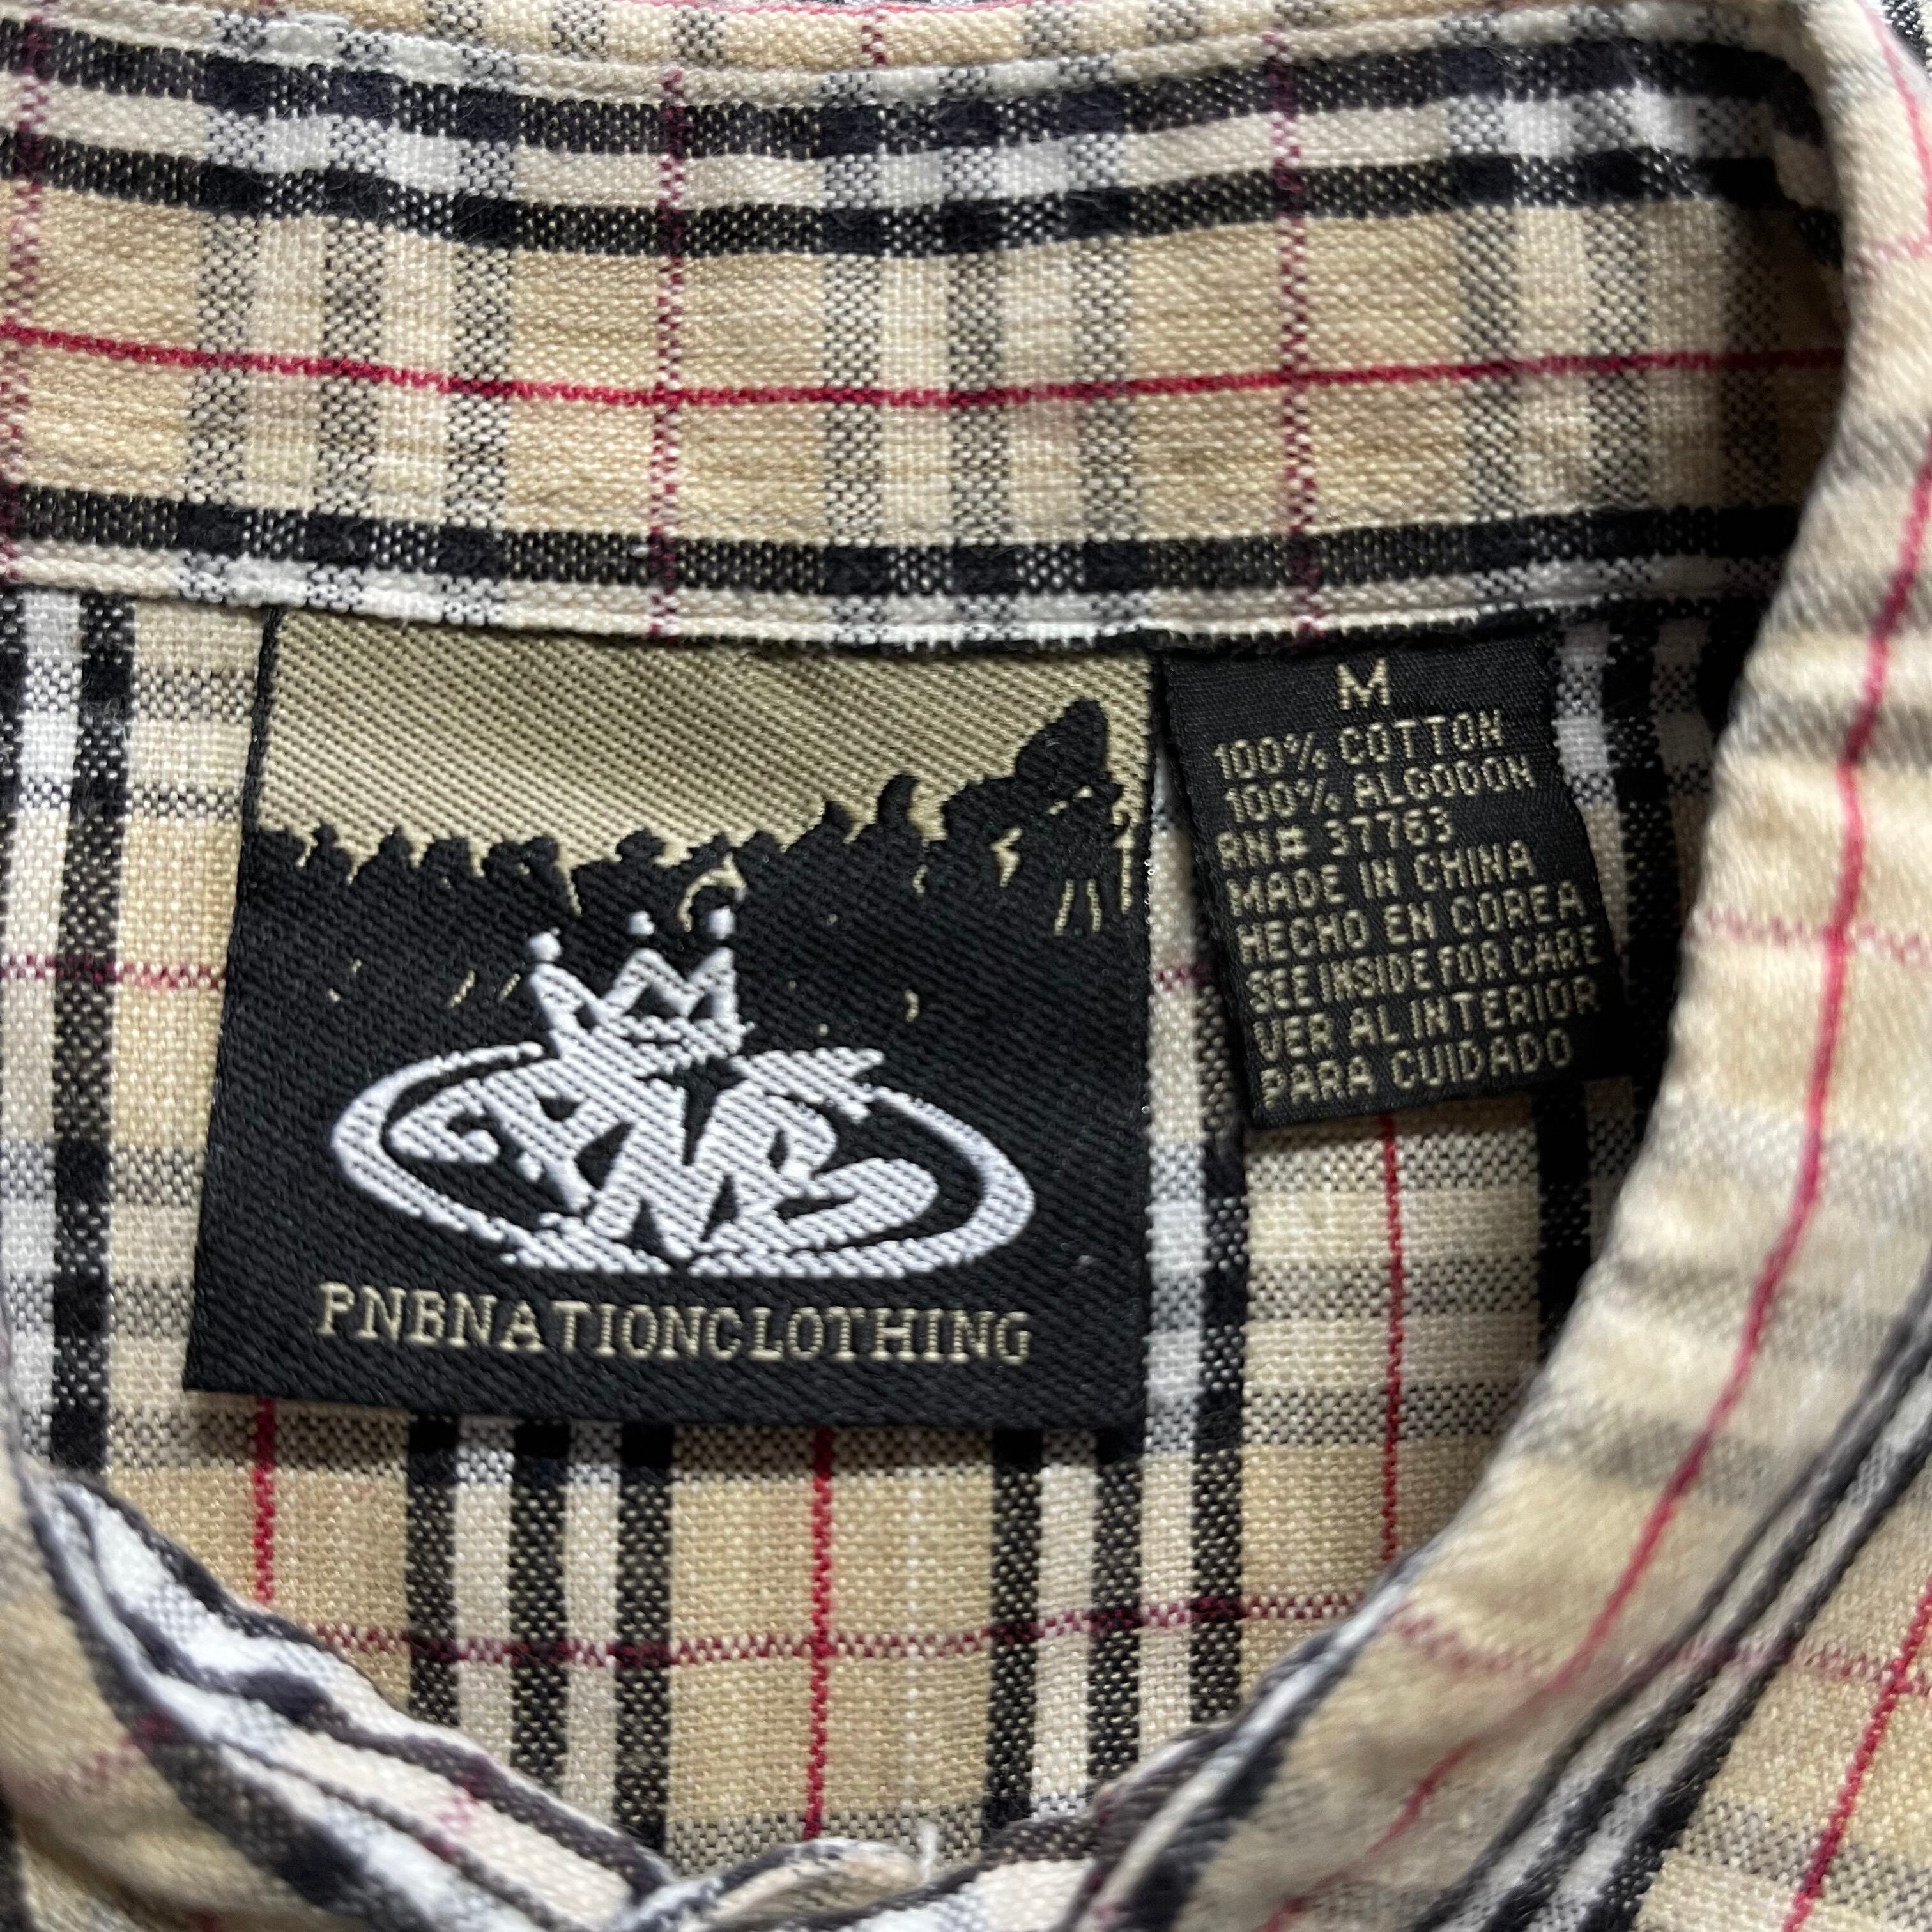 PNB
PNBNATIONCLOTHING
M
100% COTTON
100% ALGODON
RN# 37763
MADE IN CHINA
HECHO EN COREA
SEE INSIDE FOR CARE
VER AL INTERIOR
PARA CUIDADO